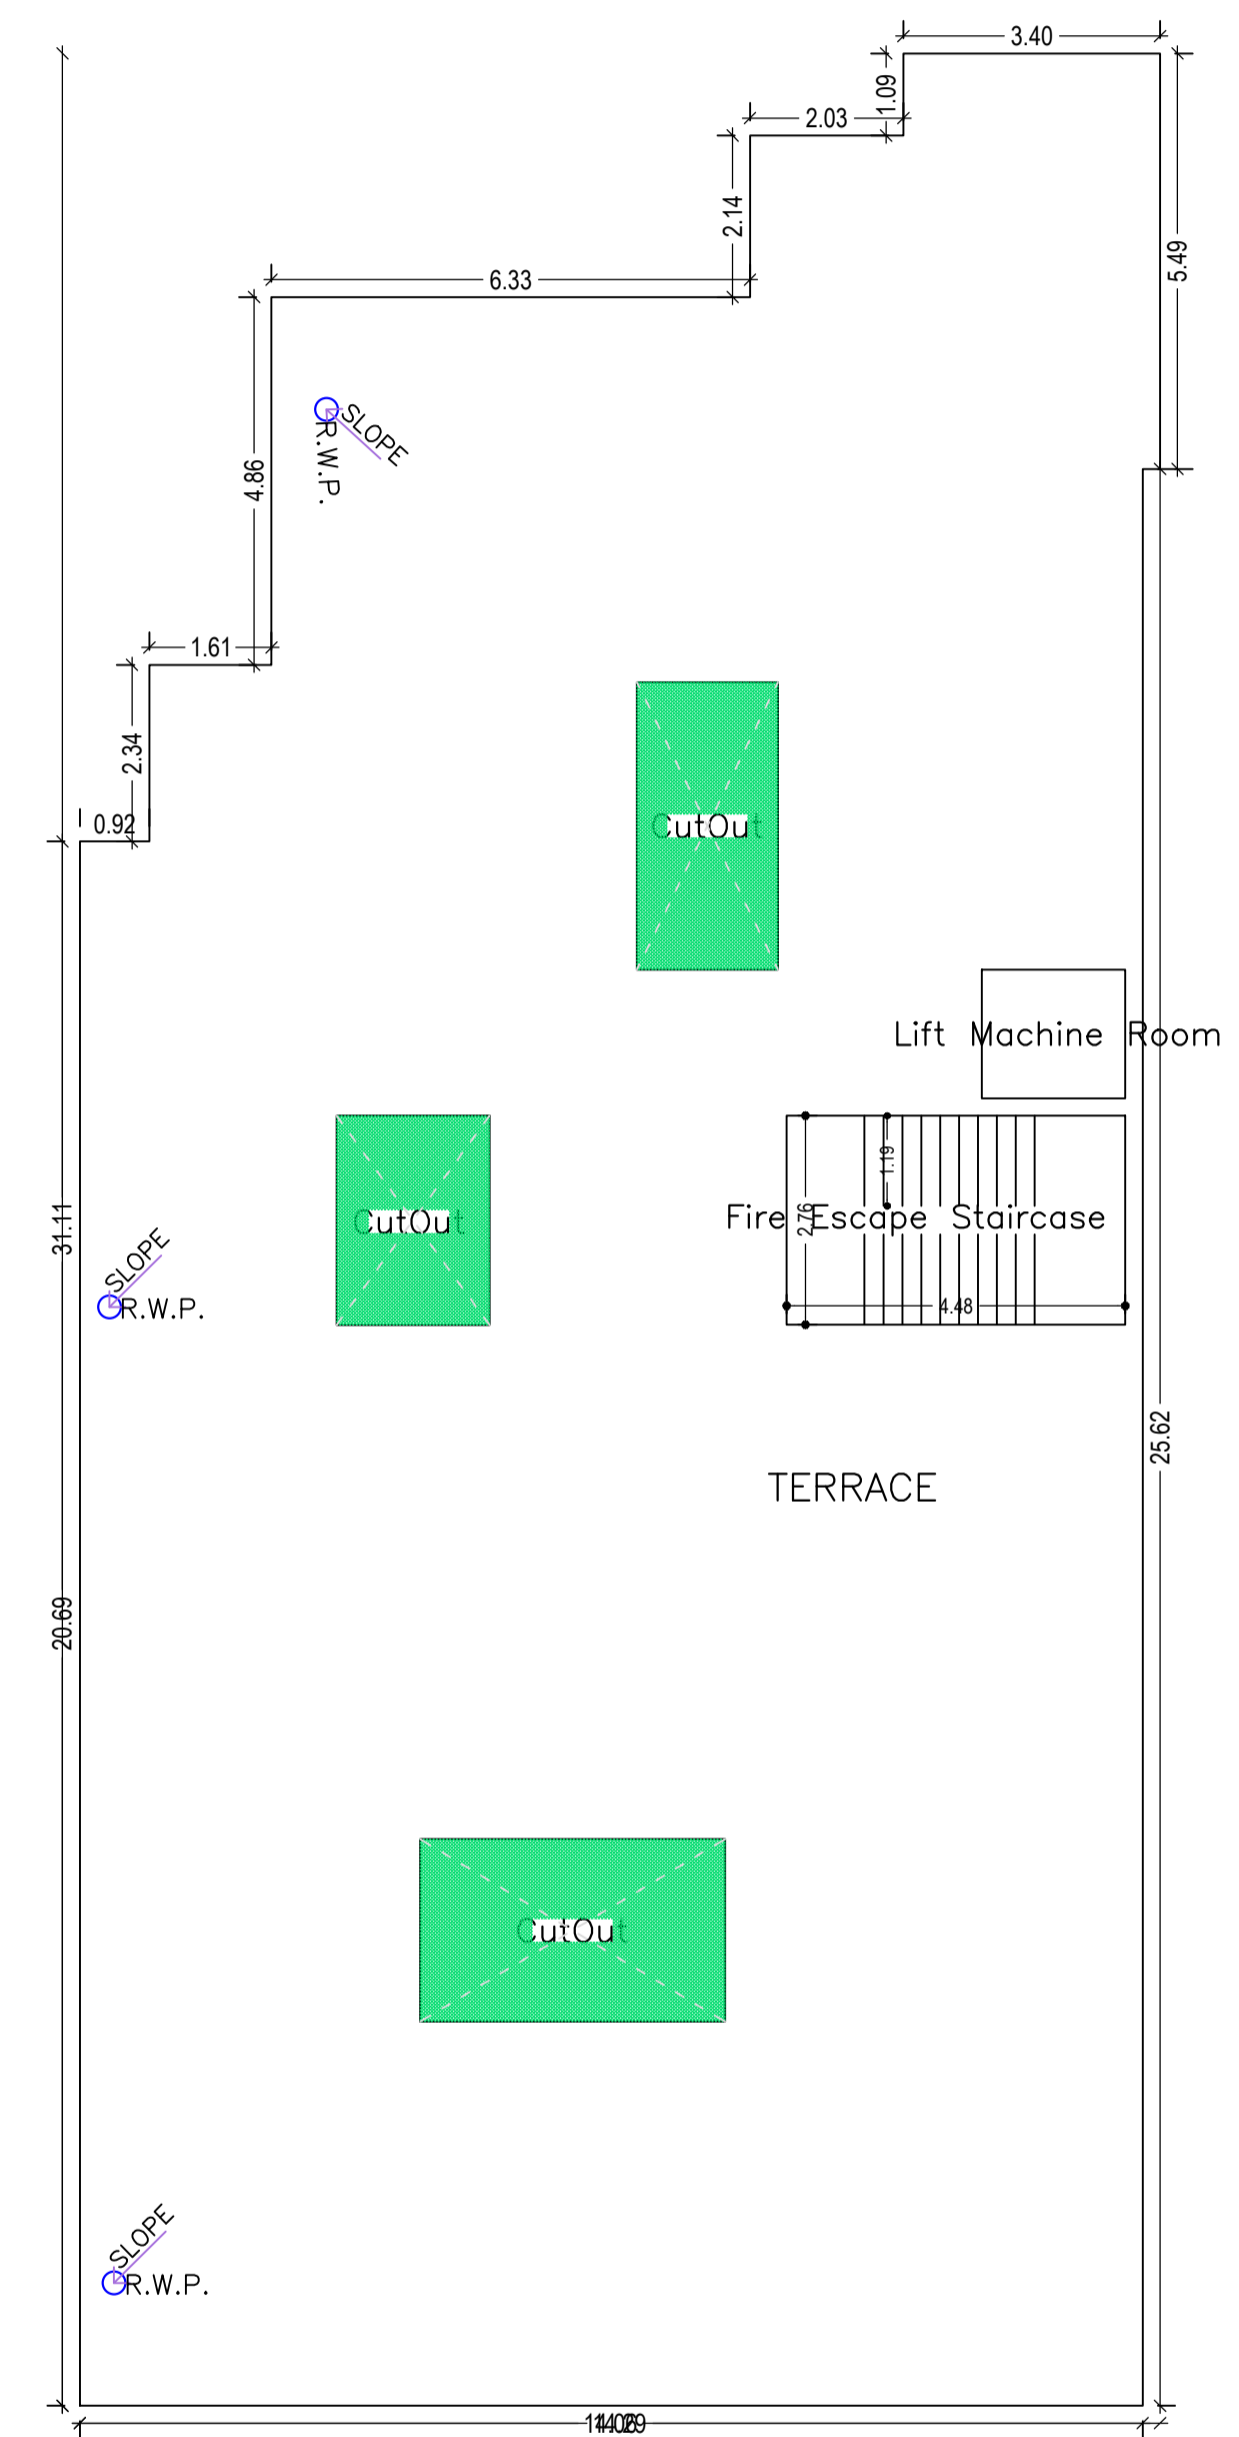 3.40
1.09
2.03
2.14
5.49
6.33
SLOPE
R.W.P.
4.86
1.61
2.34
0.92
CutOut
Lift Machine Room
CutOut
1.19
2.76
Fire Escape Staircase
31.11
SLOPE
R.W.P.
4.48
25.62
TERRACE
20.69
CutOut
SLOPE
R.W.P.